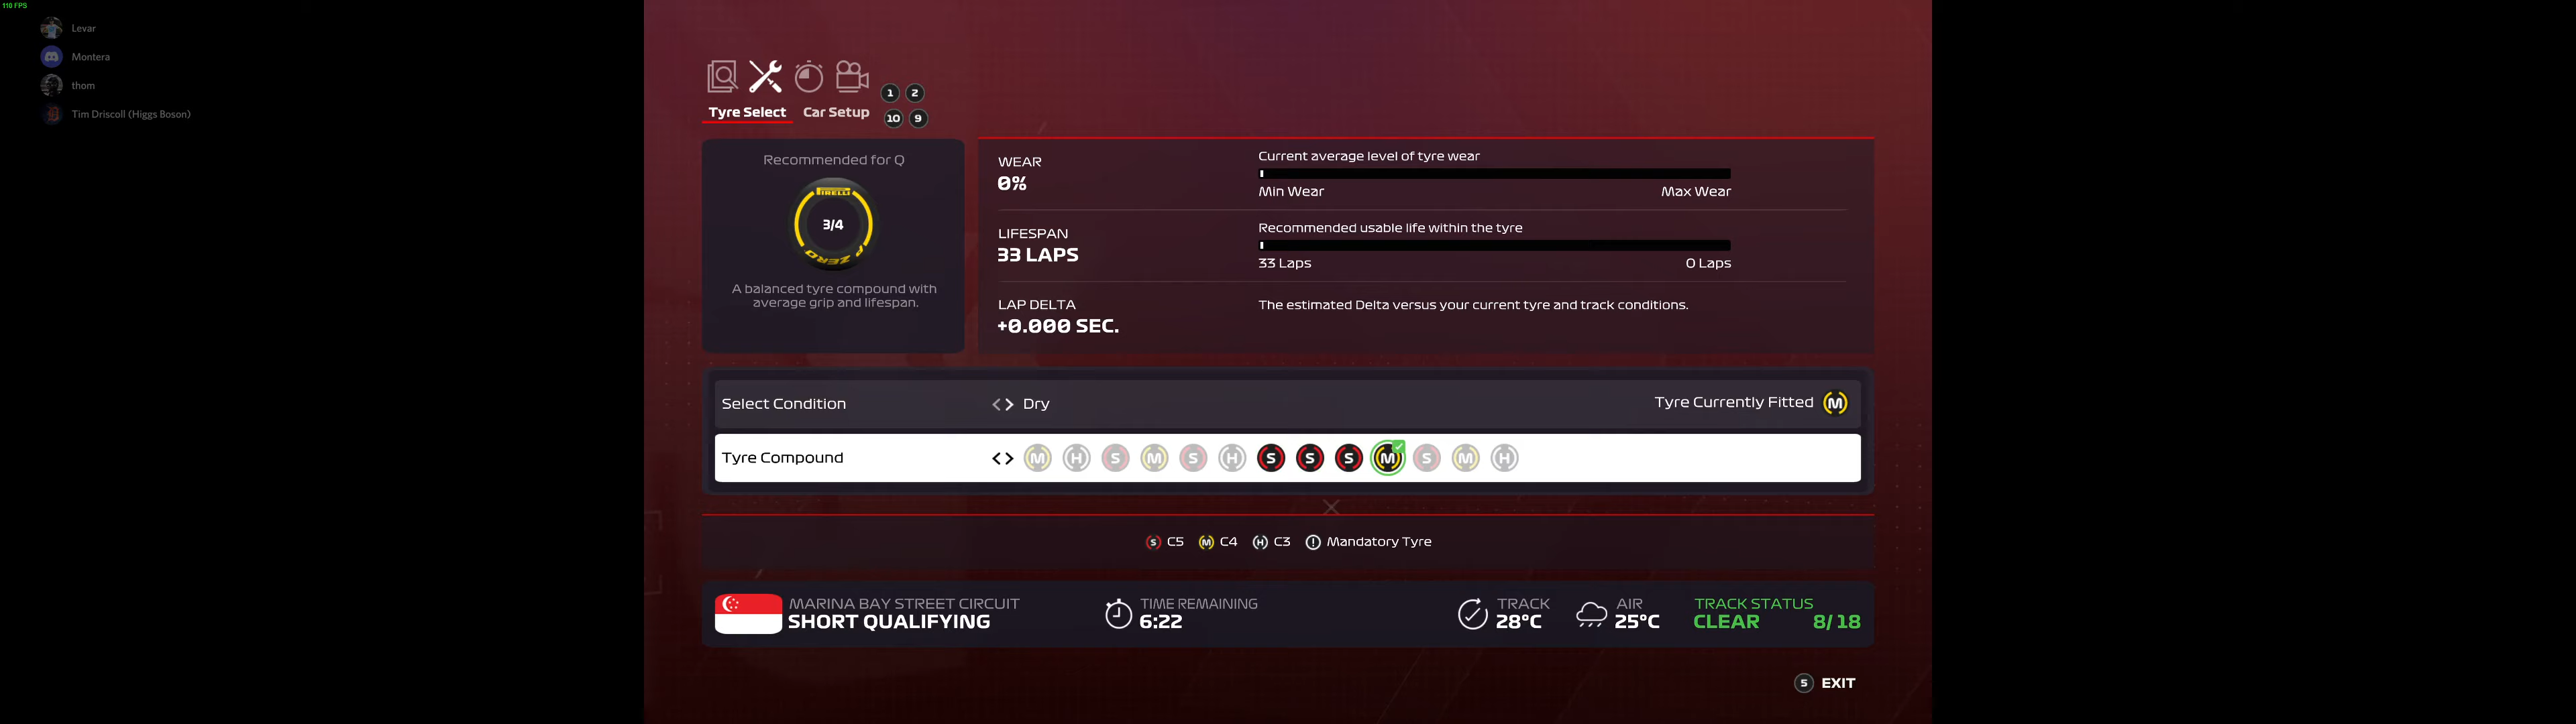 110 FPS
Levar
Montera
thom
Tim Driscoll (Higgs Boson)
1 2
Tyre Select Car Setup 10 9
Recommended for Q
PIRELLI
3/4
ZERO
A balanced tyre compound with
average grip and lifespan.
WEAR
0%
Current average level of tyre wear
Min Wear Max Wear
LIFESPAN
33 LAPS
Recommended usable life within the tyre
33 Laps 0 Laps
LAP DELTA
+0.000 SEC.
The estimated Delta versus your current tyre and track conditions.
Select Condition Dry Tyre Currently Fitted M
Tyre Compound M H S M S H S S S M S M H
S C5 M C4 H C3 ! Mandatory Tyre
MARINA BAY STREET CIRCUIT
SHORT QUALIFYING
TIME REMAINING
6:22
TRACK
28°C
AIR
25°C
TRACK STATUS
CLEAR 8/18
5 EXIT